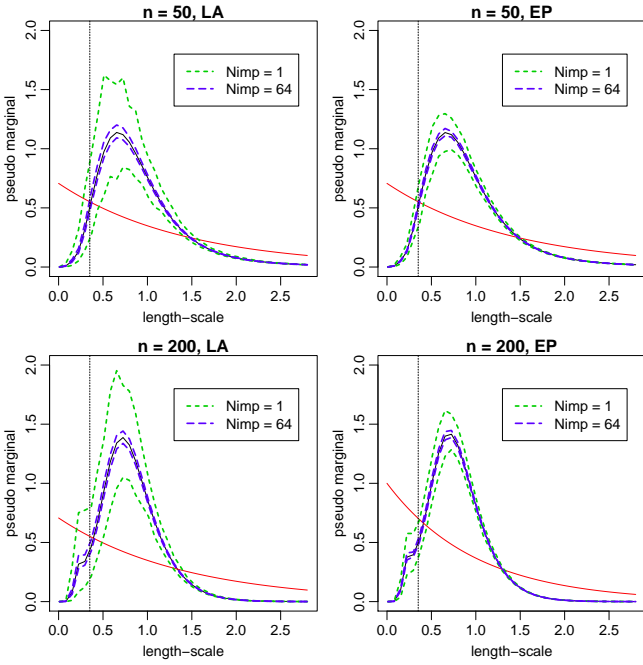 n = 50, LA
2.0
1.5
1.0
0.5
0.0
pseudo marginal
Nimp = 1
Nimp = 64
0.0 0.5 1.0 1.5 2.0 2.5
length−scale
n = 50, EP
2.0
1.5
1.0
0.5
0.0
pseudo marginal
Nimp = 1
Nimp = 64
0.0 0.5 1.0 1.5 2.0 2.5
length−scale
n = 200, LA
2.0
1.5
1.0
0.5
0.0
pseudo marginal
Nimp = 1
Nimp = 64
0.0 0.5 1.0 1.5 2.0 2.5
length−scale
n = 200, EP
2.0
1.5
1.0
0.5
0.0
pseudo marginal
Nimp = 1
Nimp = 64
0.0 0.5 1.0 1.5 2.0 2.5
length−scale